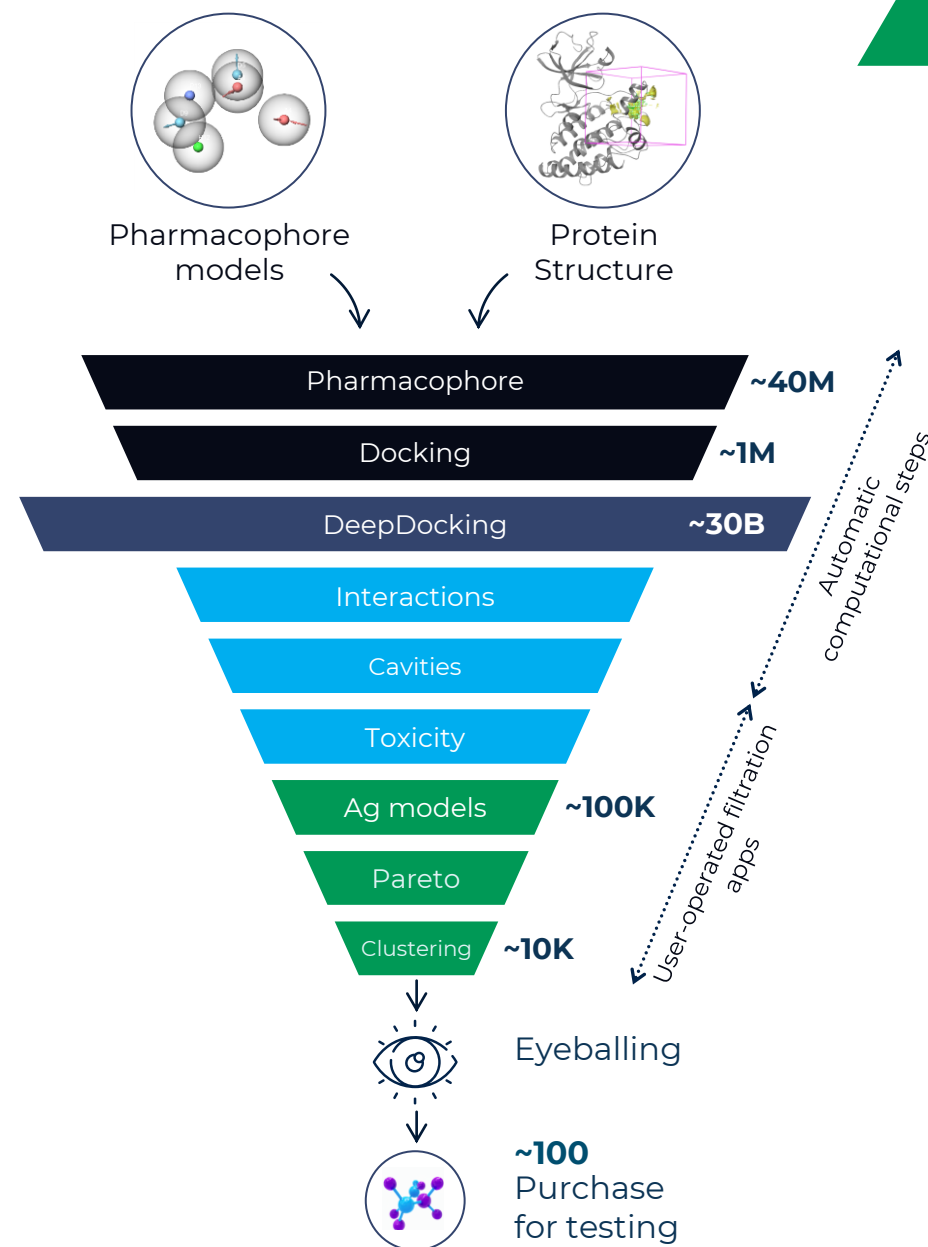 Pharmacophore
models
Protein
Structure
Pharmacophore
~40M
Docking
~1M
DeepDocking
~30B
Interactions
Cavities
Toxicity
Ag models
~100K
Pareto
Clustering
~10K
Automatic
computational steps
User-operated filtration
apps
Eyeballing
~100
Purchase
for testing